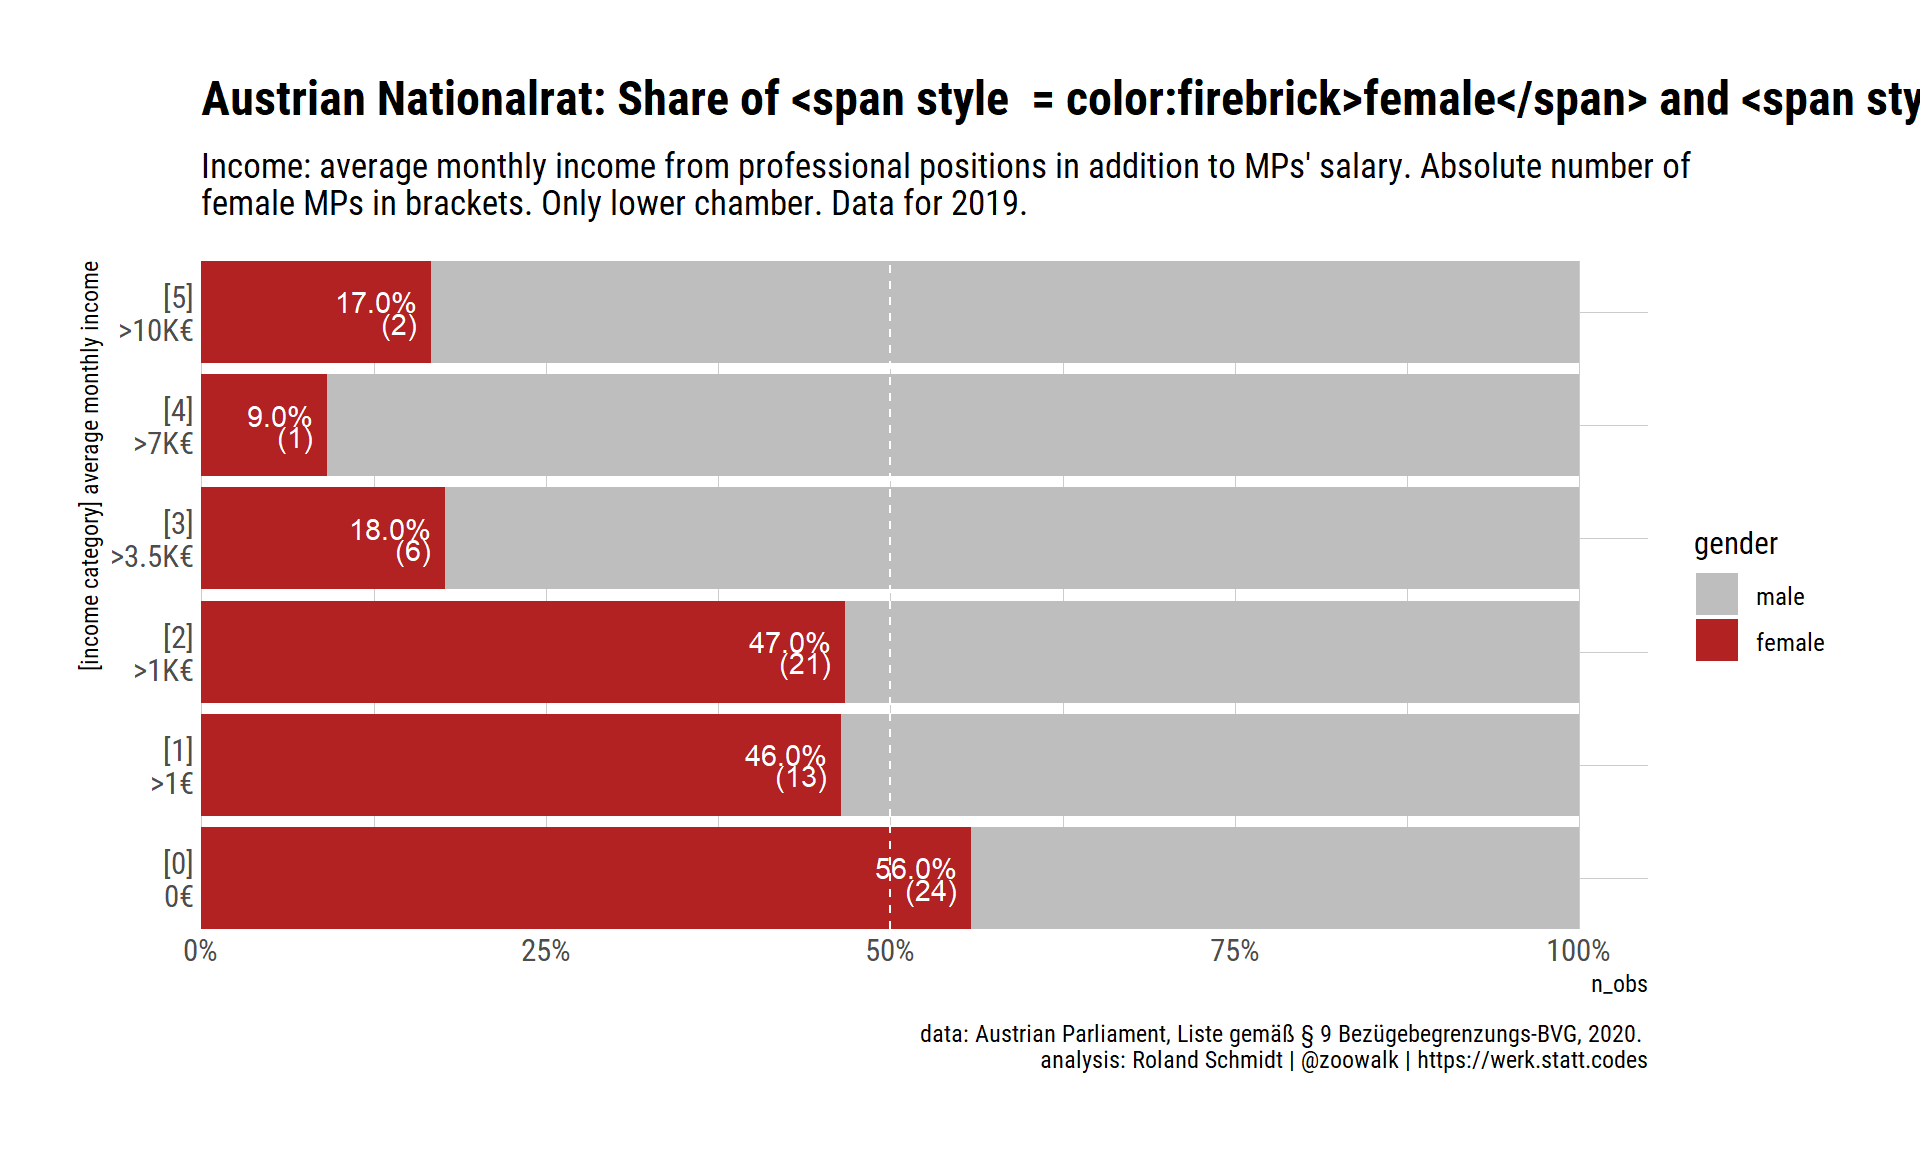 Austrian Nationalrat: Share of <span style  = color:firebrick>female</span> and <span sty
Income: average monthly income from professional positions in addition to MPs' salary. Absolute number of
female MPs in brackets. Only lower chamber. Data for 2019.
[income category] average monthly income
[5]
>10K€
17.0%
(2)
[4]
>7K€
9.0%
(1)
[3]
>3.5K€
18.0%
(6)
[2]
>1K€
47.0%
(21)
[1]
>1€
46.0%
(13)
[0]
0€
56.0%
(24)
0% 25% 50% 75% 100%
n_obs
gender
male
female
data: Austrian Parliament, Liste gemäß § 9 Bezügebegrenzungs-BVG, 2020.
analysis: Roland Schmidt | @zoowalk | https://werk.statt.codes